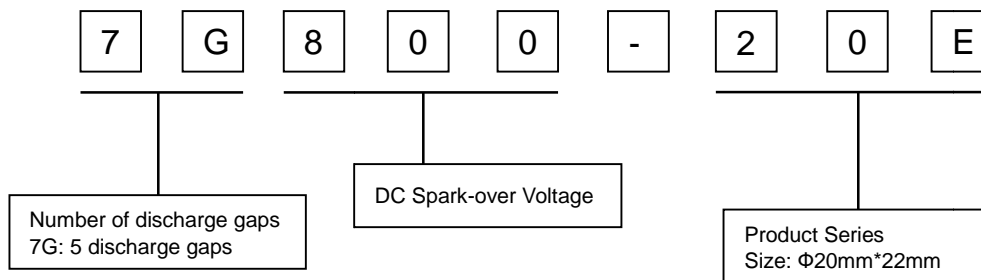 7 G 8 0 0 - 2 0 E
DC Spark-over Voltage
Number of discharge gaps
7G: 5 discharge gaps
Product Series
Size: Φ20mm*22mm